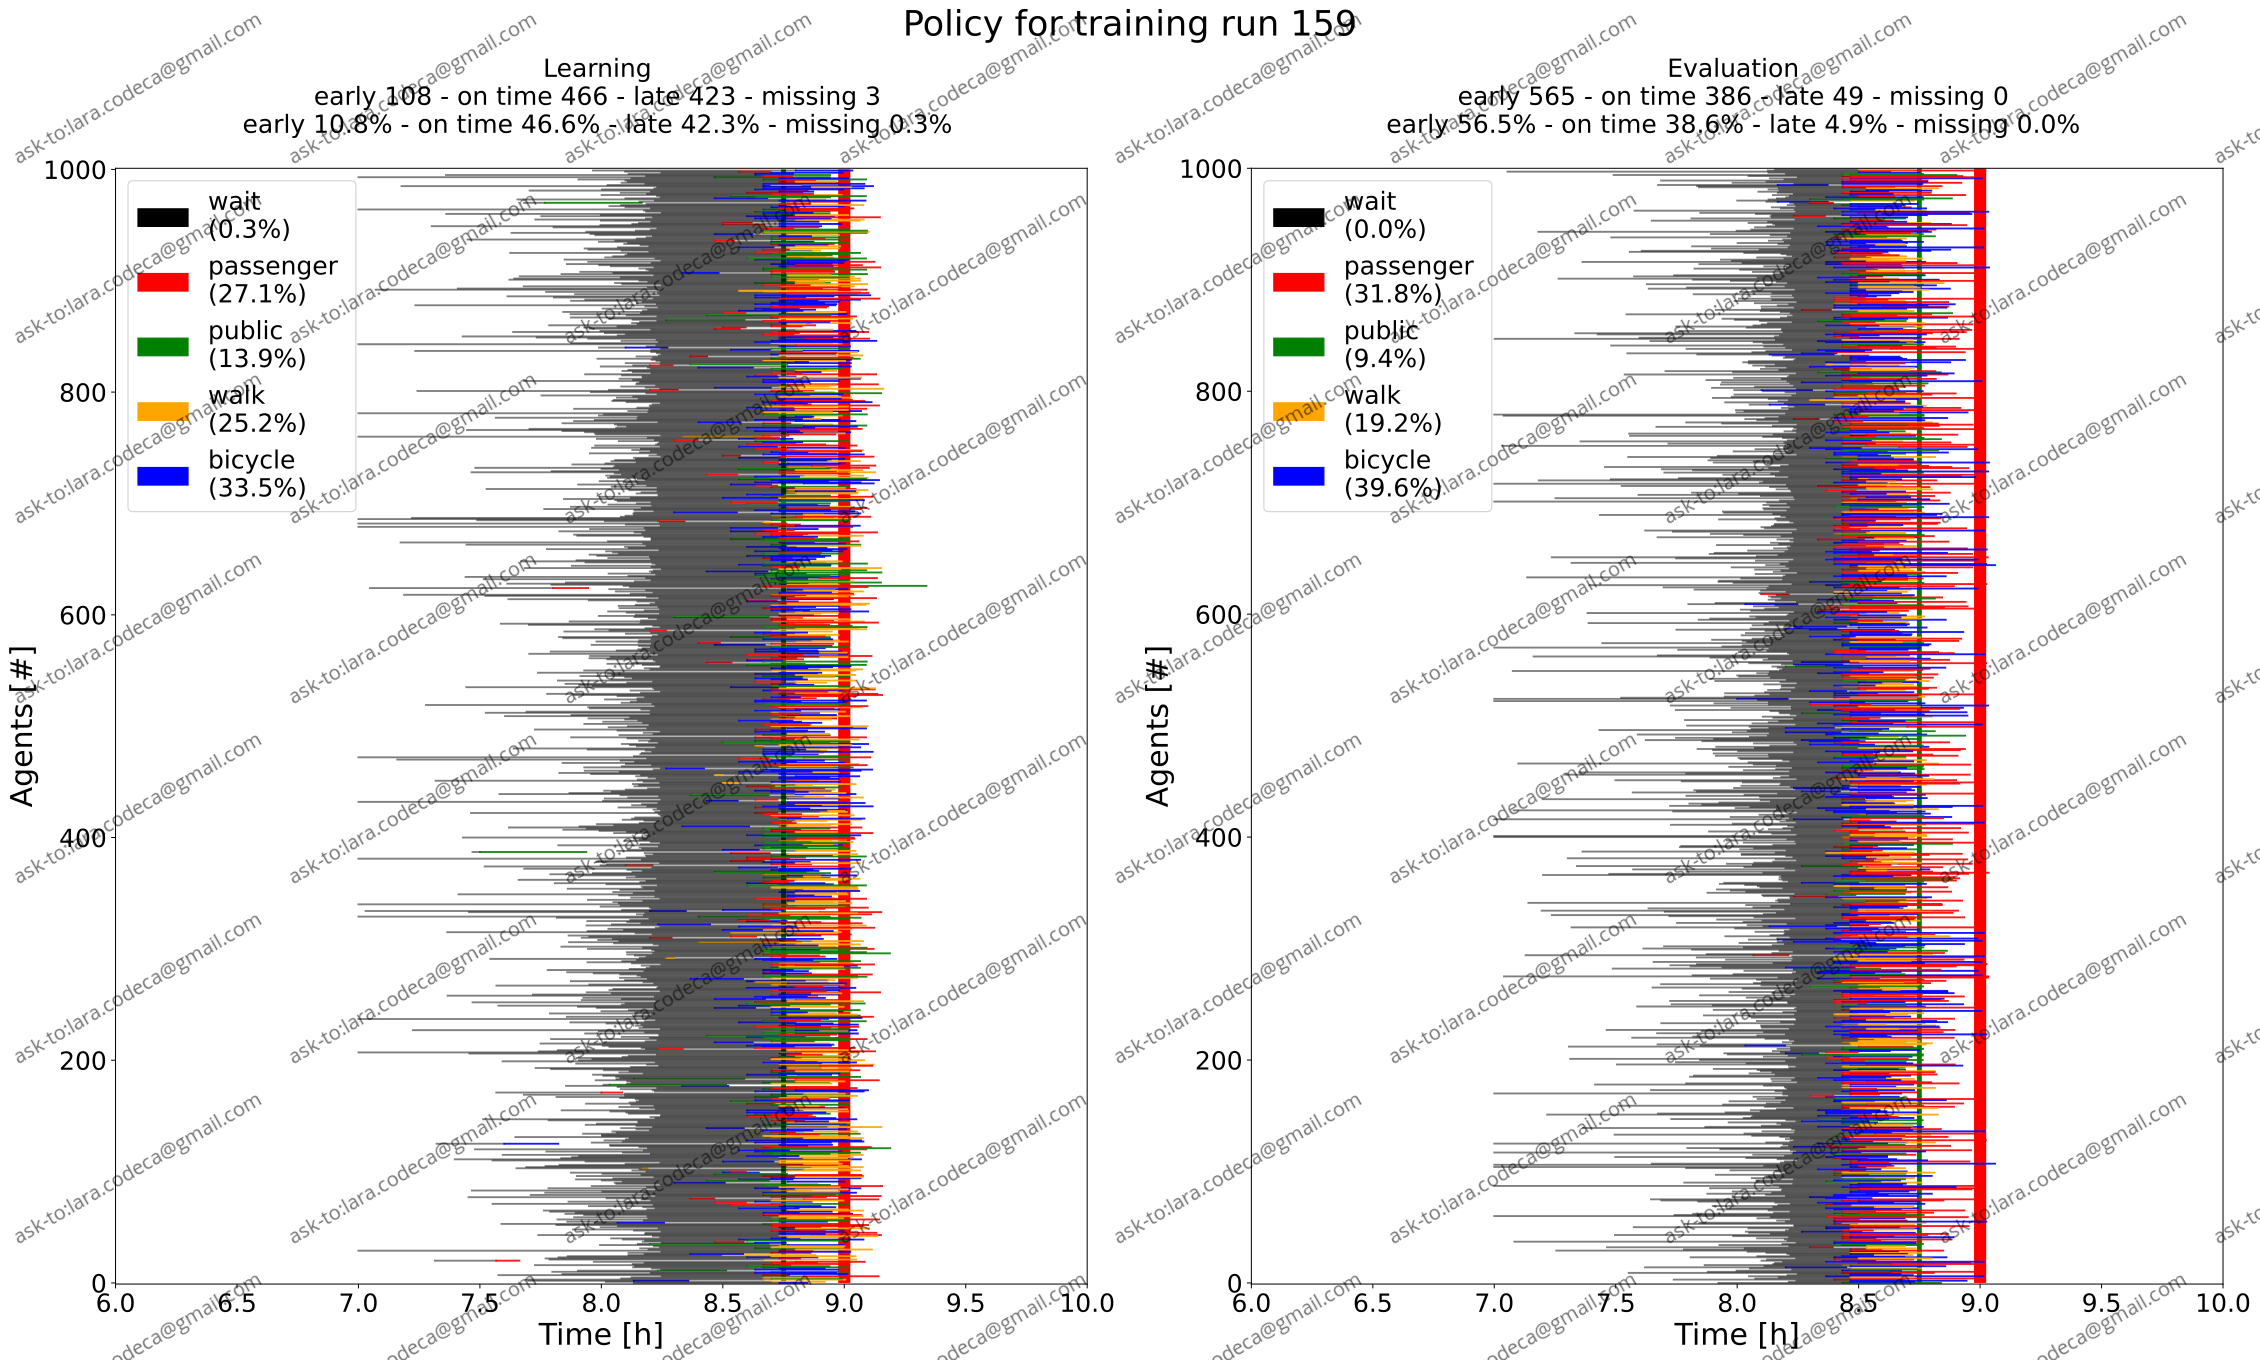 Policy for training run 159
Learning
early 108 - on time 466 - late 423 - missing 3
early 10.8% - on time 46.6% - late 42.3% - missing 0.3%
1000
800
600
400
200
0
Agents [#]
wait
(0.3%)
passenger
(27.1%)
public
(13.9%)
walk
(25.2%)
bicycle
(33.5%)
6.0 6.5 7.0 7.5 8.0 8.5 9.0 9.5 10.0
Time [h]
Evaluation
early 565 - on time 386 - late 49 - missing 0
early 56.5% - on time 38.6% - late 4.9% - missing 0.0%
1000
800
600
400
200
0
Agents [#]
wait
(0.0%)
passenger
(31.8%)
public
(9.4%)
walk
(19.2%)
bicycle
(39.6%)
6.0 6.5 7.0 7.5 8.0 8.5 9.0 9.5 10.0
Time [h]
ask-to:lara.codeca@gmail.com